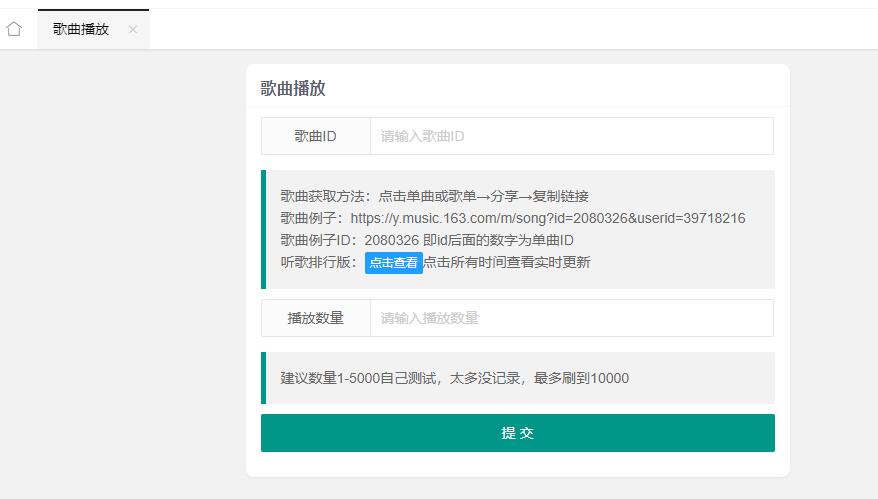 歌曲播放
歌曲播放
歌曲ID 请输入歌曲ID
歌曲获取方法：点击单曲或歌单→分享→复制链接
歌曲例子：https://y.music.163.com/m/song?id=2080326&userid=39718216
歌曲例子ID：2080326 即id后面的数字为单曲ID
听歌排行版：点击查看点击所有时间查看实时更新
播放数量 请输入播放数量
建议数量1-5000自己测试，太多没记录，最多刷到10000
提 交